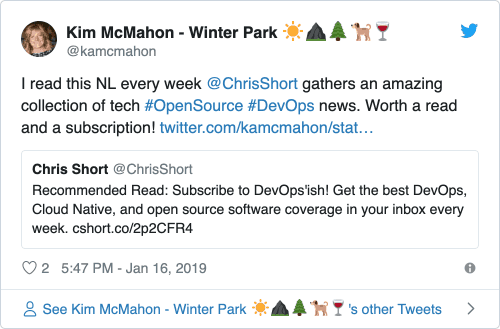 Kim McMahon - Winter Park ☀️⛰️🌲🐕🍷
@kamcmahon
I read this NL every week @ChrisShort gathers an amazing
collection of tech #OpenSource #DevOps news. Worth a read
and a subscription! twitter.com/kamcmahon/stat…
Chris Short @ChrisShort
Recommended Read: Subscribe to DevOps'ish! Get the best DevOps,
Cloud Native, and open source software coverage in your inbox every
week. cshort.co/2p2CFR4
2 5:47 PM - Jan 16, 2019
See Kim McMahon - Winter Park ☀️⛰️🌲🐕🍷's other Tweets